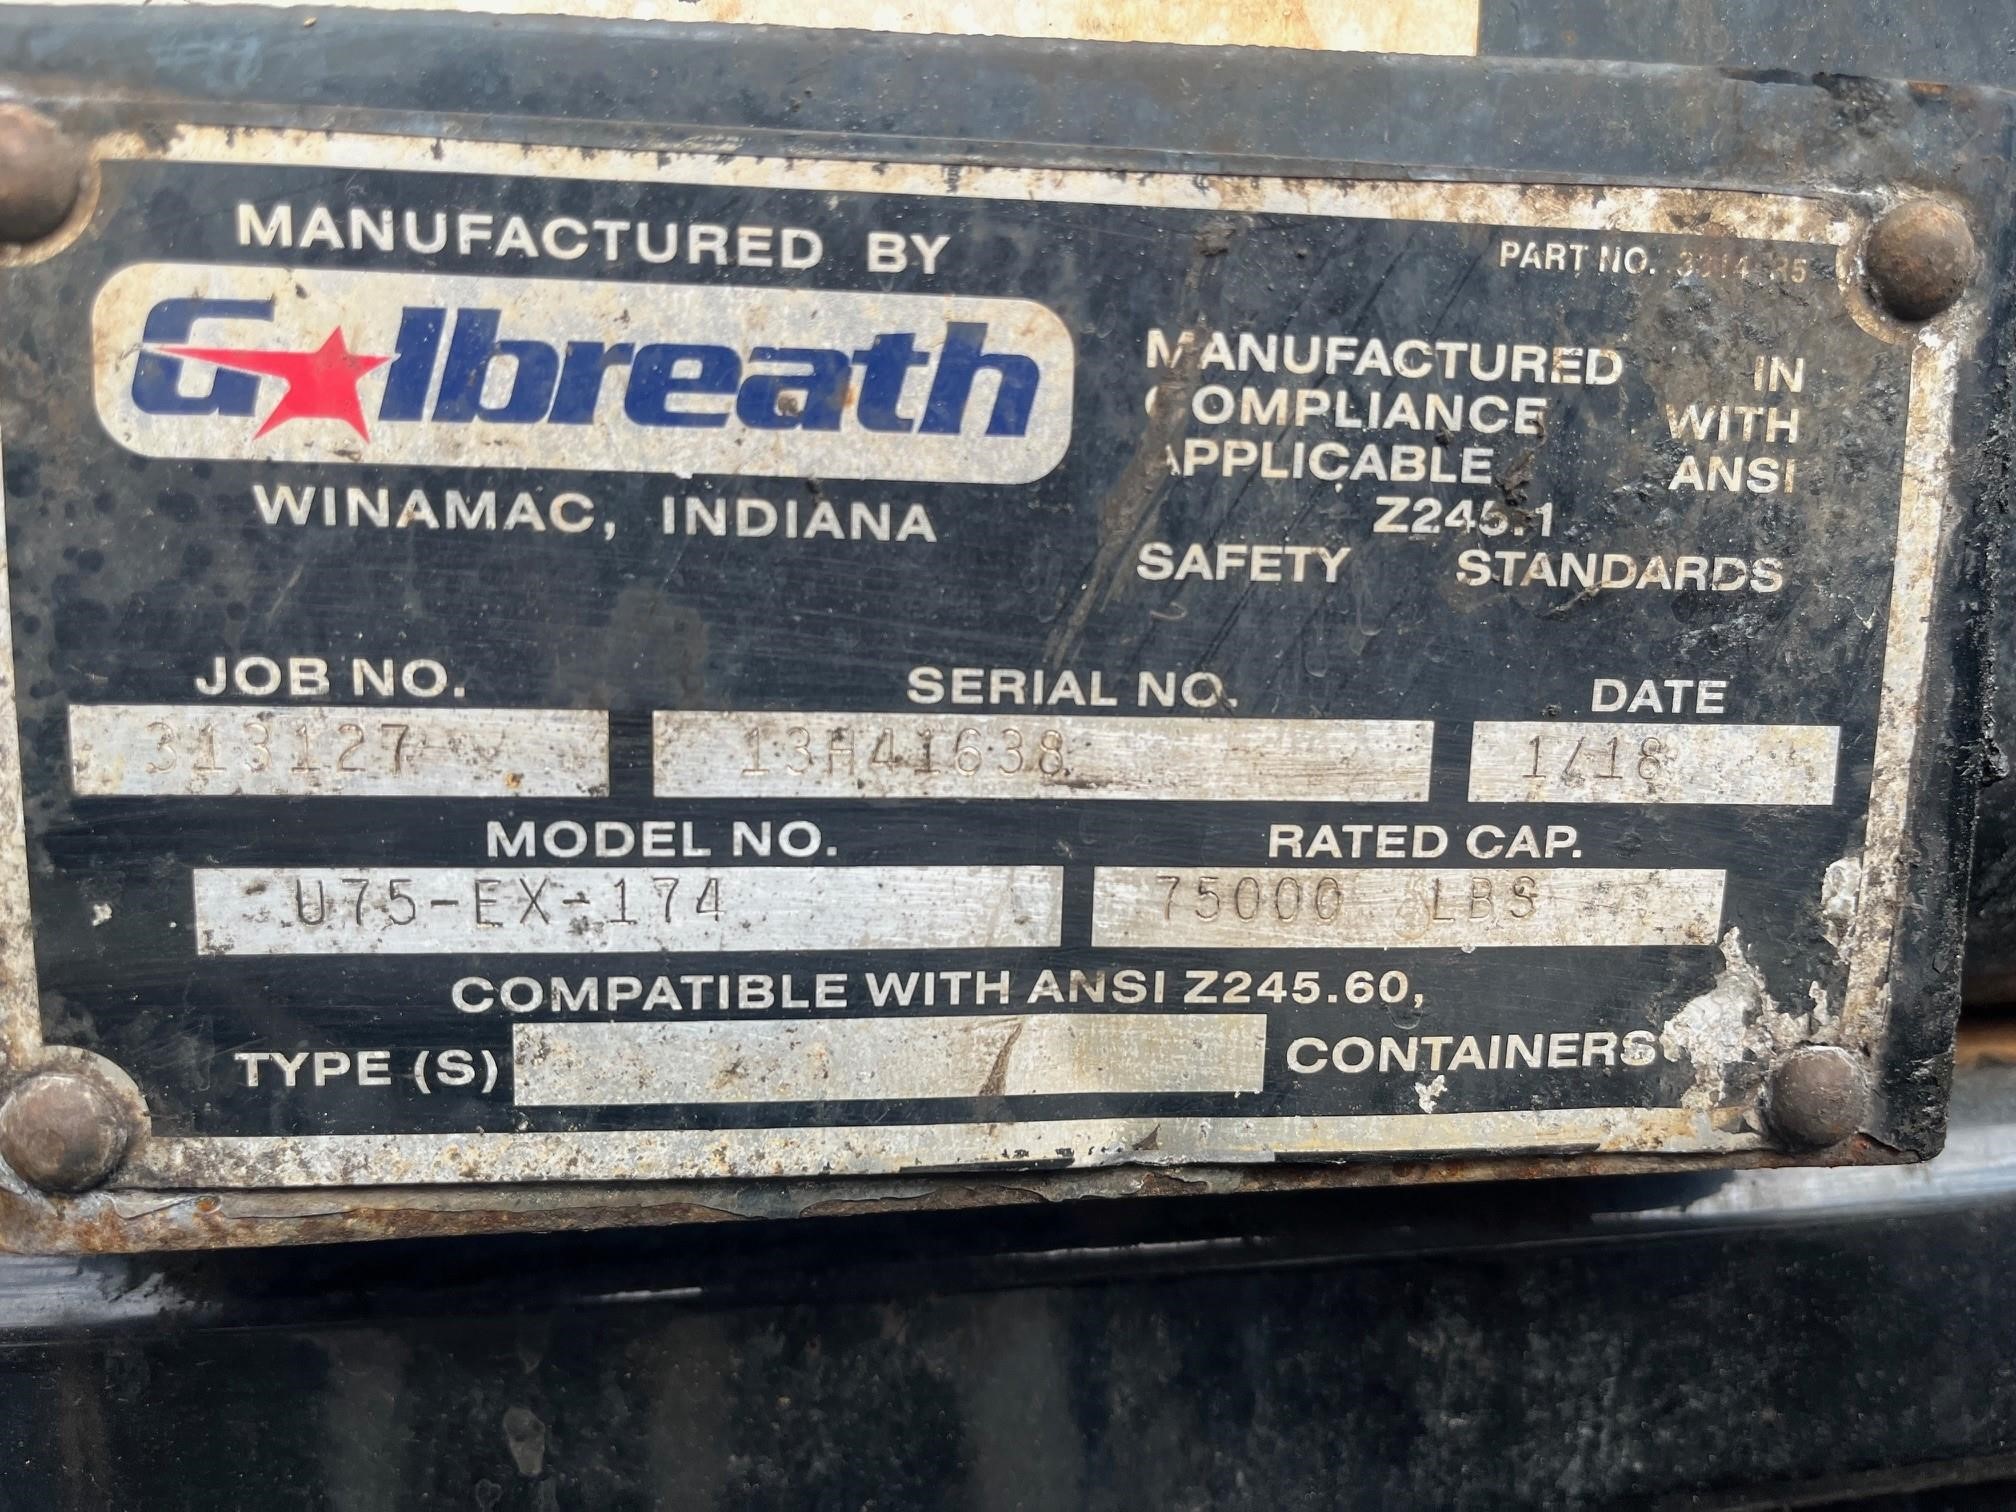 MANUFACTURED BY
Galbreath
WINAMAC, INDIANA
PART NO.
MANUFACTURED IN
COMPLIANCE WITH
APPLICABLE ANSI
Z245.1
SAFETY STANDARDS
JOB NO. SERIAL NO. DATE
313127 13H41638 1/18
MODEL NO. RATED CAP.
U75-EX-174 75000 LBS
COMPATIBLE WITH ANSI Z245.60,
TYPE (S) CONTAINERS